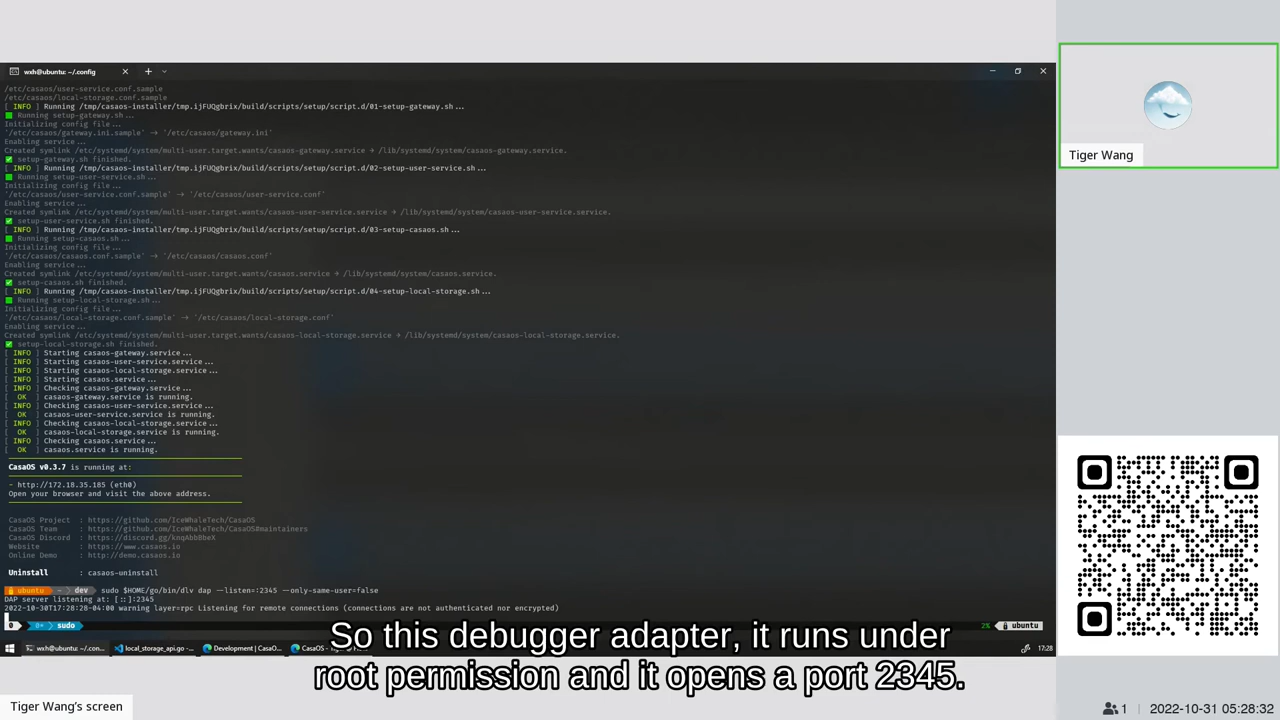 wxh@ubuntu: ~/.config
/etc/casaos/user-service.conf.sample
/etc/casaos/local-storage.conf.sample
[ INFO ] Running /tmp/casaos-installer/tmp.ijFUQgbrix/build/scripts/setup/script.d/01-setup-gateway.sh...
Running setup-gateway.sh...
Initializing config file...
'/etc/casaos/gateway.ini.sample' -> '/etc/casaos/gateway.ini'
Enabling service...
Created symlink /etc/systemd/system/multi-user.target.wants/casaos-gateway.service → /lib/systemd/system/casaos-gateway.service.
setup-gateway.sh finished.
[ INFO ] Running /tmp/casaos-installer/tmp.ijFUQgbrix/build/scripts/setup/script.d/02-setup-user-service.sh...
Running setup-user-service.sh...
Initializing config file...
'/etc/casaos/user-service.conf.sample' -> '/etc/casaos/user-service.conf'
Enabling service...
Created symlink /etc/systemd/system/multi-user.target.wants/casaos-user-service.service → /lib/systemd/system/casaos-user-service.service.
setup-user-service.sh finished.
[ INFO ] Running /tmp/casaos-installer/tmp.ijFUQgbrix/build/scripts/setup/script.d/03-setup-casaos.sh...
Running setup-casaos.sh...
Initializing config file...
'/etc/casaos/casaos.conf.sample' -> '/etc/casaos/casaos.conf'
Enabling service...
Created symlink /etc/systemd/system/multi-user.target.wants/casaos.service → /lib/systemd/system/casaos.service.
setup-casaos.sh finished.
[ INFO ] Running /tmp/casaos-installer/tmp.ijFUQgbrix/build/scripts/setup/script.d/04-setup-local-storage.sh...
Running setup-local-storage.sh...
Initializing config file...
'/etc/casaos/local-storage.conf.sample' -> '/etc/casaos/local-storage.conf'
Enabling service...
Created symlink /etc/systemd/system/multi-user.target.wants/casaos-local-storage.service → /lib/systemd/system/casaos-local-storage.service.
setup-local-storage.sh finished.
[ INFO ] Starting casaos-gateway.service...
[ INFO ] Starting casaos-user-service.service...
[ INFO ] Starting casaos-local-storage.service...
[ INFO ] Starting casaos.service...
[ INFO ] Checking casaos-gateway.service...
[ OK ] casaos-gateway.service is running.
[ INFO ] Checking casaos-user-service.service...
[ OK ] casaos-user-service.service is running.
[ INFO ] Checking casaos-local-storage.service...
[ OK ] casaos-local-storage.service is running.
[ INFO ] Checking casaos.service...
[ OK ] casaos.service is running.
CasaOS v0.3.7 is running at:
- http://172.18.35.185 (eth0)
Open your browser and visit the above address.
CasaOS Project : https://github.com/IceWhaleTech/CasaOS
CasaOS Team : https://github.com/IceWhaleTech/CasaOS#maintainers
CasaOS Discord : https://discord.gg/knqAbbBbeX
Website : https://www.casaos.io
Online Demo : http://demo.casaos.io
Uninstall : casaos-uninstall
ubuntu dev sudo $HOME/go/bin/dlv dap --listen=:2345 --only-same-user=false
DAP server listening at: [::]:2345
2022-10-30T17:28:28-04:00 warning layer=rpc Listening for remote connections (connections are not authenticated nor encrypted)
sudo 2% ubuntu
wxh@ubuntu: ~/.c... local_storage_api.go - ... Development | CasaO... CasaOS - 17:28
So this debugger adapter, it runs under
root permission and it opens a port 2345.
Tiger Wang
Tiger Wang's screen
1 2022-10-31 05:28:32